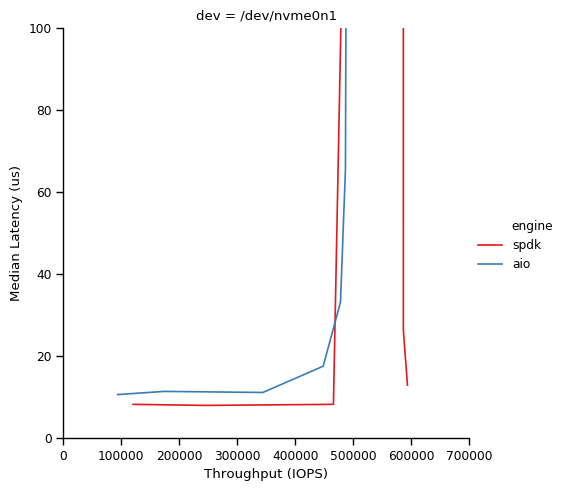 dev = /dev/nvme0n1
100
80
60
40
20
0
Median Latency (us)
0 100000 200000 300000 400000 500000 600000 700000
Throughput (IOPS)
engine
spdk
aio